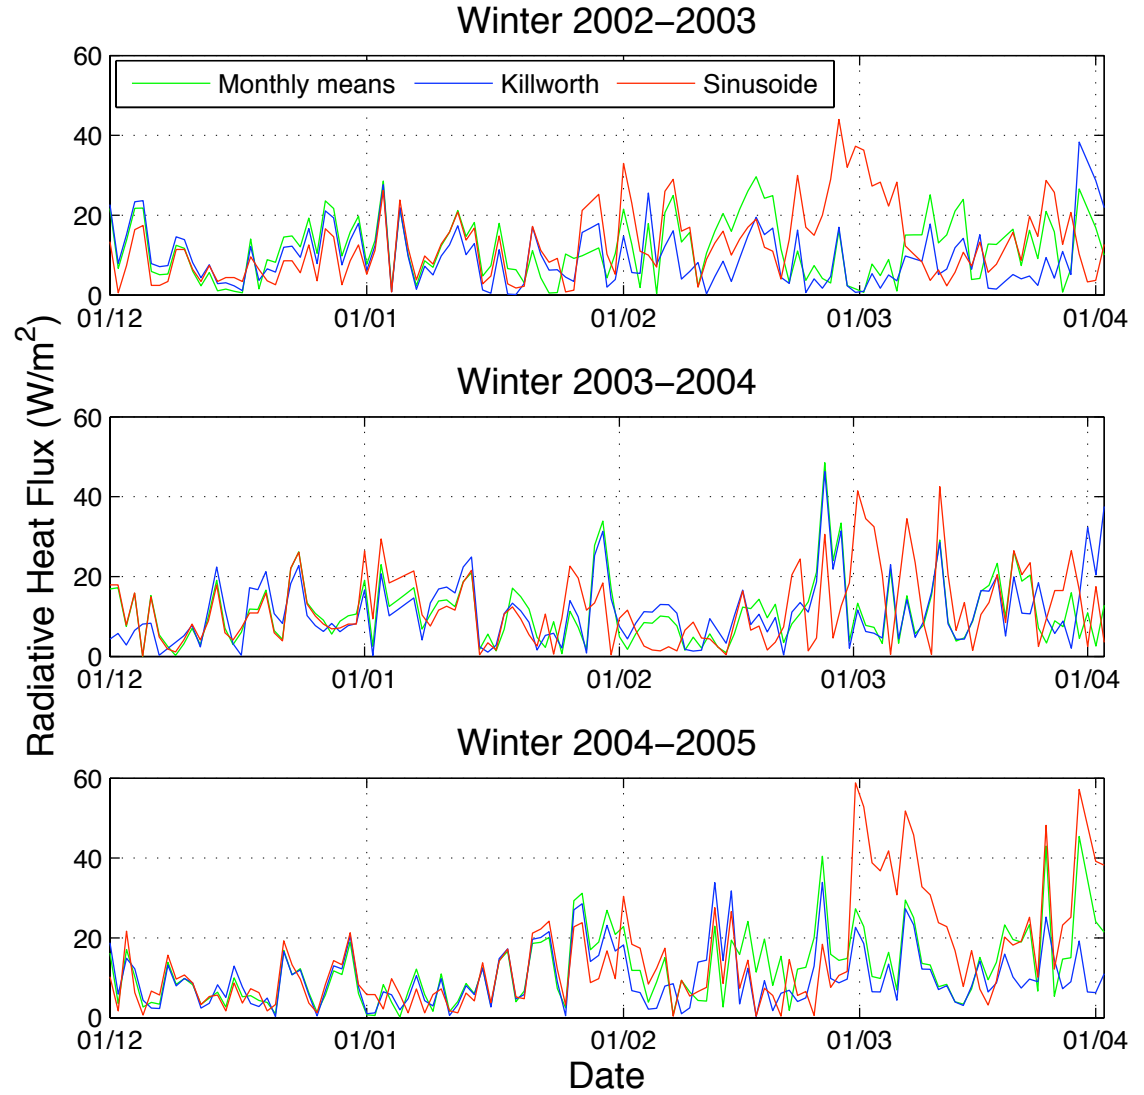 Winter 2002−2003
60
Monthly means Killworth Sinusoide
40
20
0
01/12 01/01 01/02 01/03 01/04
Winter 2003−2004
60
40
20
0
01/12 01/01 01/02 01/03 01/04
Winter 2004−2005
60
40
20
0
01/12 01/01 01/02 01/03 01/04
Date
Radiative Heat Flux (W/m²)